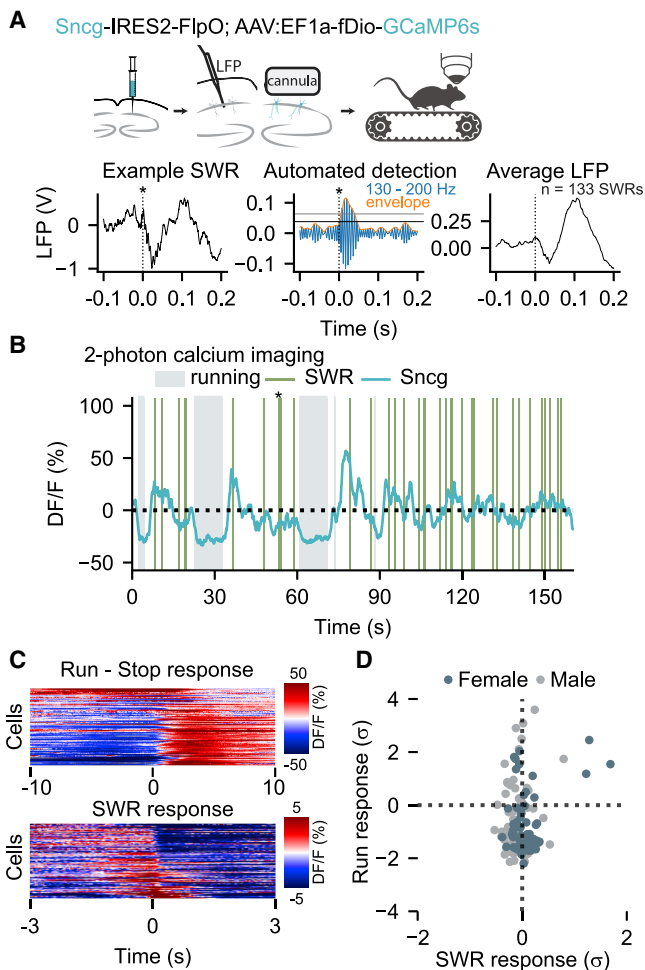 A
Sncg-IRES2-FlpO; AAV:EF1a-fDio-GCaMP6s
LFP
cannula
Example SWR
Automated detection
Average LFP
*
*
130 - 200 Hz
envelope
n = 133 SWRs
LFP (V)
0
−1
0.1
0.0
-0.1
0.25
0.00
-0.1 0.0 0.1 0.2
-0.1 0.0 0.1 0.2
-0.1 0.0 0.1 0.2
Time (s)
B
2-photon calcium imaging
running SWR Sncg
*
DF/F (%)
100
50
0
−50
0 30 60 90 120 150
Time (s)
C
Run - Stop response
Cells
50
-50
DF/F (%)
-10 0 10
SWR response
Cells
5
-5
DF/F (%)
-3 0 3
Time (s)
D
Female Male
Run response (σ)
4
2
0
−2
−4
−2 0 2
SWR response (σ)